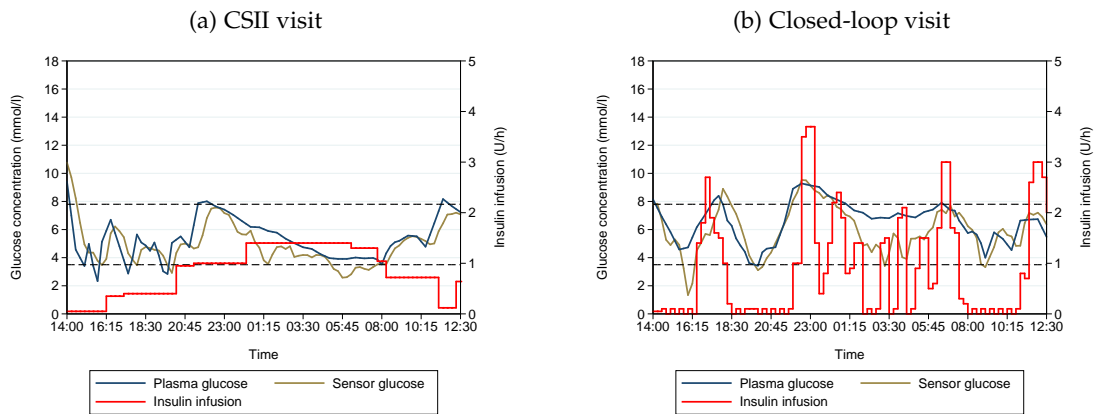 (a) CSII visit
18
16
14
12
10
8
6
4
2
0
5
4
3
2
1
0
Glucose concentration (mmol/l)
Insulin infusion (U/h)
14:00 16:15 18:30 20:45 23:00 01:15 03:30 05:45 08:00 10:15 12:30
Time
Plasma glucose Sensor glucose
Insulin infusion
(b) Closed-loop visit
18
16
14
12
10
8
6
4
2
0
5
4
3
2
1
0
Glucose concentration (mmol/l)
Insulin infusion (U/h)
14:00 16:15 18:30 20:45 23:00 01:15 03:30 05:45 08:00 10:15 12:30
Time
Plasma glucose Sensor glucose
Insulin infusion